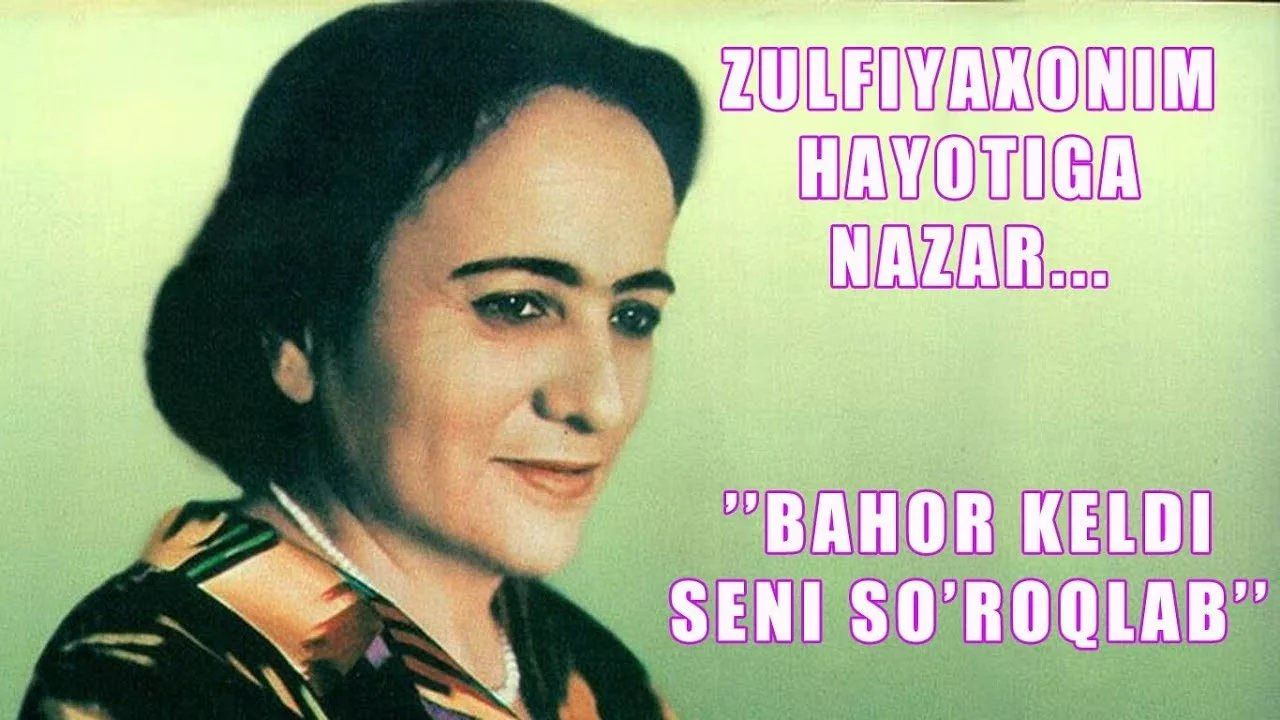 ZULFIYAXONIM
HAYOTIGA
NAZAR...
”BAHOR KELDI
SENI SO’ROQLAB”